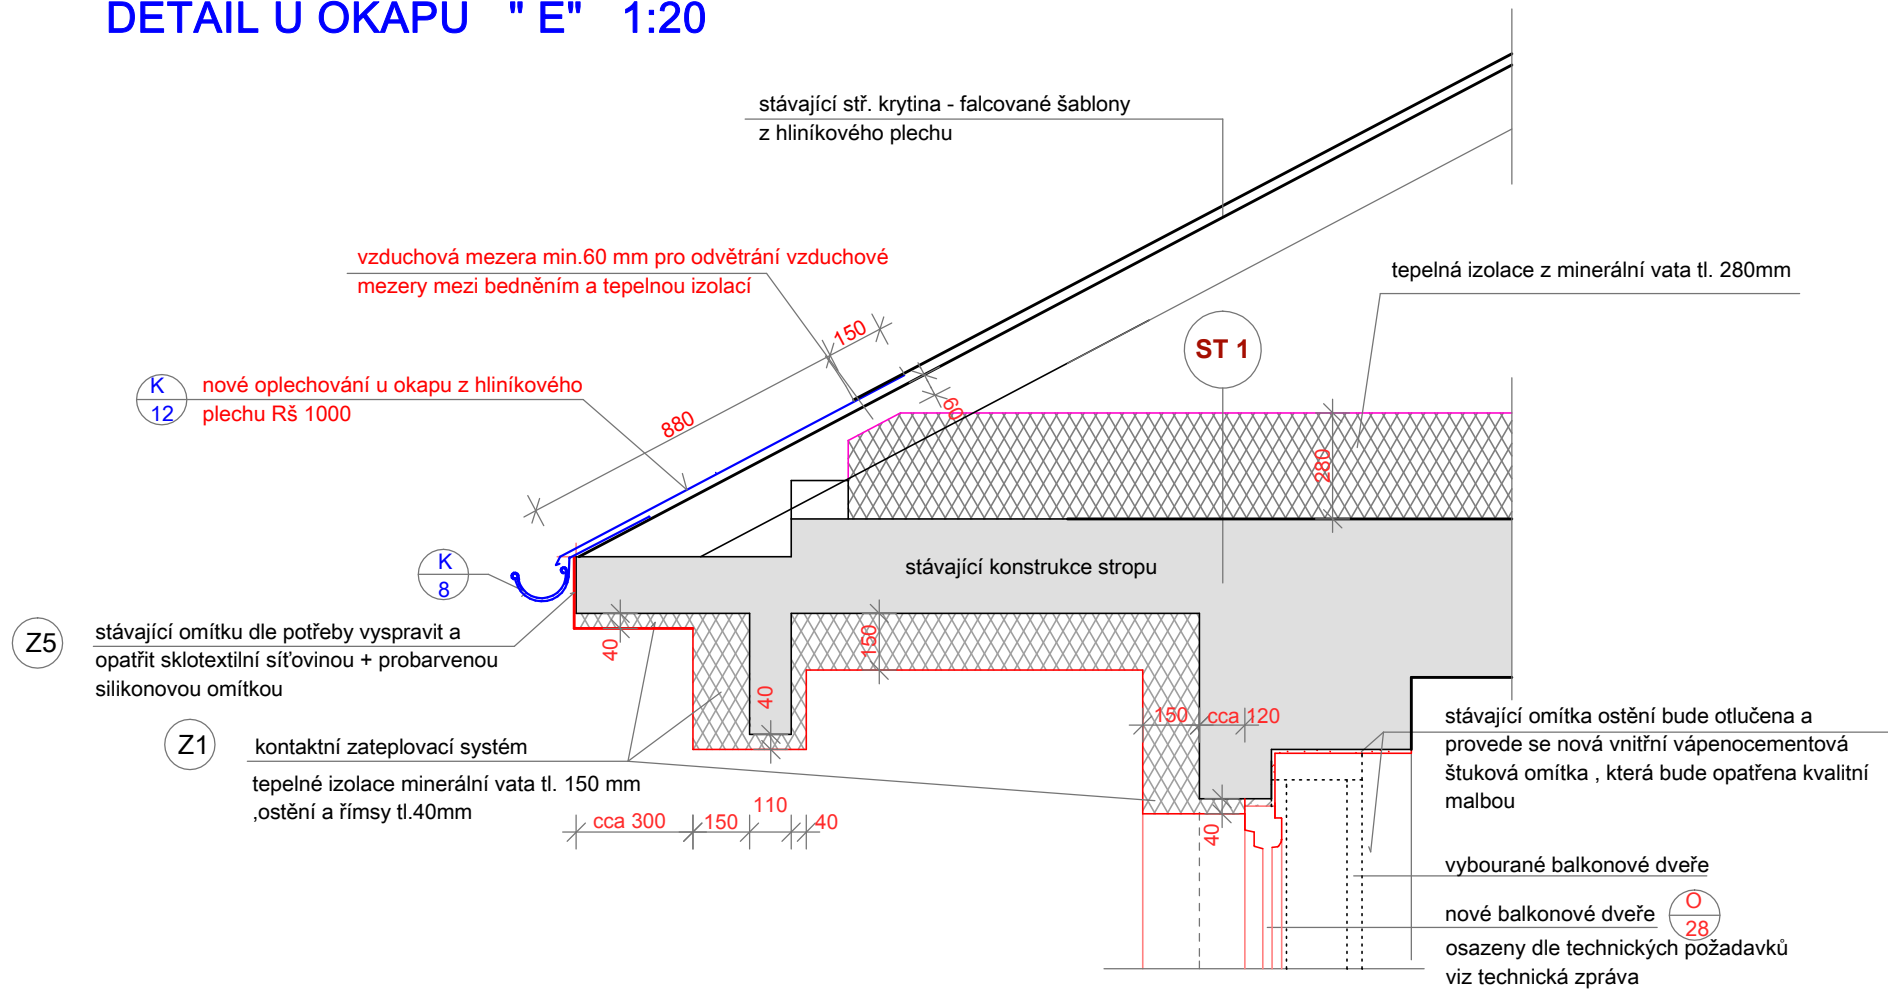 DETAIL U OKAPU " E" 1:20
stávající stř. krytina - falcované šablony
z hliníkového plechu
vzduchová mezera min.60 mm pro odvětrání vzduchové
mezery mezi bedněním a tepelnou izolací
tepelná izolace z minerální vata tl. 280mm
150
ST 1
K
12
nové oplechování u okapu z hliníkového
plechu Rš 1000
880
60
280
K
8
stávající konstrukce stropu
Z5
stávající omítku dle potřeby vyspravit a
opatřit sklotextilní síťovinou + probarvenou
silikonovou omítkou
40
150
40
150
cca 120
Z1
kontaktní zateplovací systém
tepelné izolace minerální vata tl. 150 mm
,ostění a římsy tl.40mm
stávající omítka ostění bude otlučena a
provede se nová vnitřní vápenocementová
štuková omítka , která bude opatřena kvalitní
malbou
cca 300
150
110
40
40
vybourané balkonové dveře
nové balkonové dveře
O
28
osazeny dle technických požadavků
viz technická zpráva